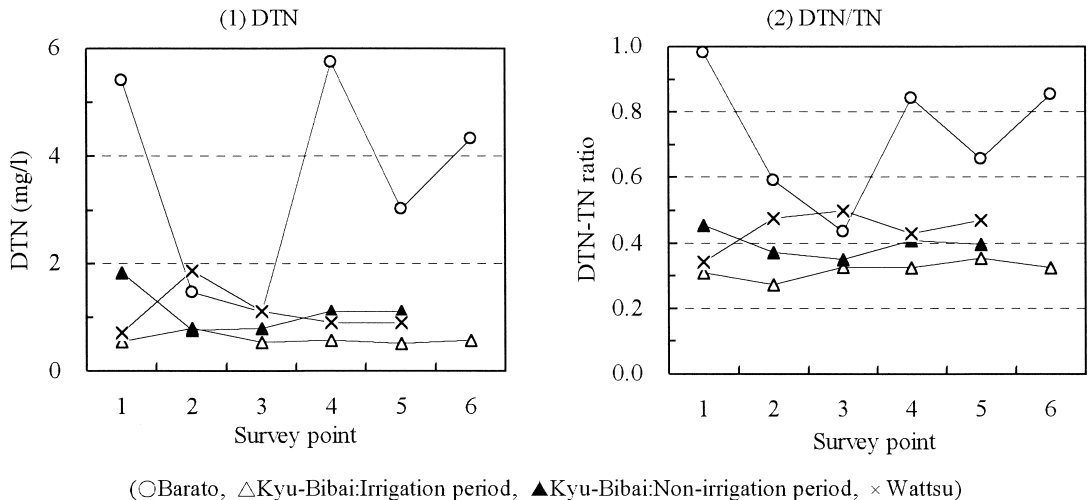 (1) DTN
6
4
2
0
DTN (mg/l)
1 2 3 4 5 6
Survey point
(2) DTN/TN
1.0
0.8
0.6
0.4
0.2
0.0
DTN-TN ratio
1 2 3 4 5 6
Survey point
(○Barato, △Kyu-Bibai:Irrigation period, ▲Kyu-Bibai:Non-irrigation period, × Wattsu)